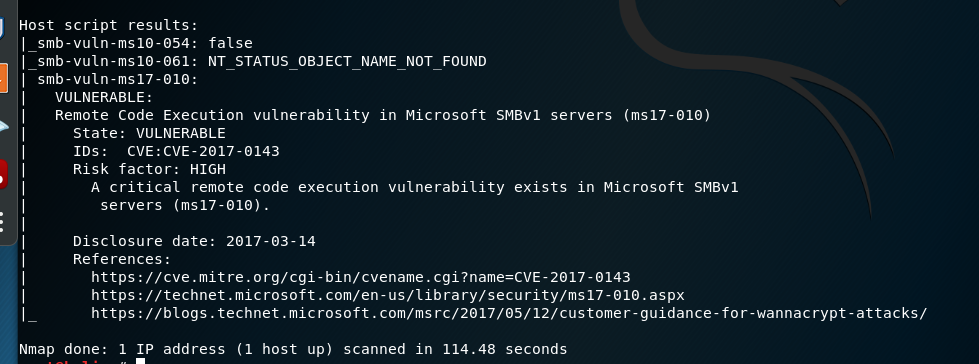 Host script results:
|_smb-vuln-ms10-054: false
|_smb-vuln-ms10-061: NT_STATUS_OBJECT_NAME_NOT_FOUND
| smb-vuln-ms17-010:
|   VULNERABLE:
|   Remote Code Execution vulnerability in Microsoft SMBv1 servers (ms17-010)
|     State: VULNERABLE
|     IDs:  CVE:CVE-2017-0143
|     Risk factor: HIGH
|       A critical remote code execution vulnerability exists in Microsoft SMBv1
|        servers (ms17-010).
|
|     Disclosure date: 2017-03-14
|     References:
|       https://cve.mitre.org/cgi-bin/cvename.cgi?name=CVE-2017-0143
|       https://technet.microsoft.com/en-us/library/security/ms17-010.aspx
|_      https://blogs.technet.microsoft.com/msrc/2017/05/12/customer-guidance-for-wannacrypt-attacks/
Nmap done: 1 IP address (1 host up) scanned in 114.48 seconds